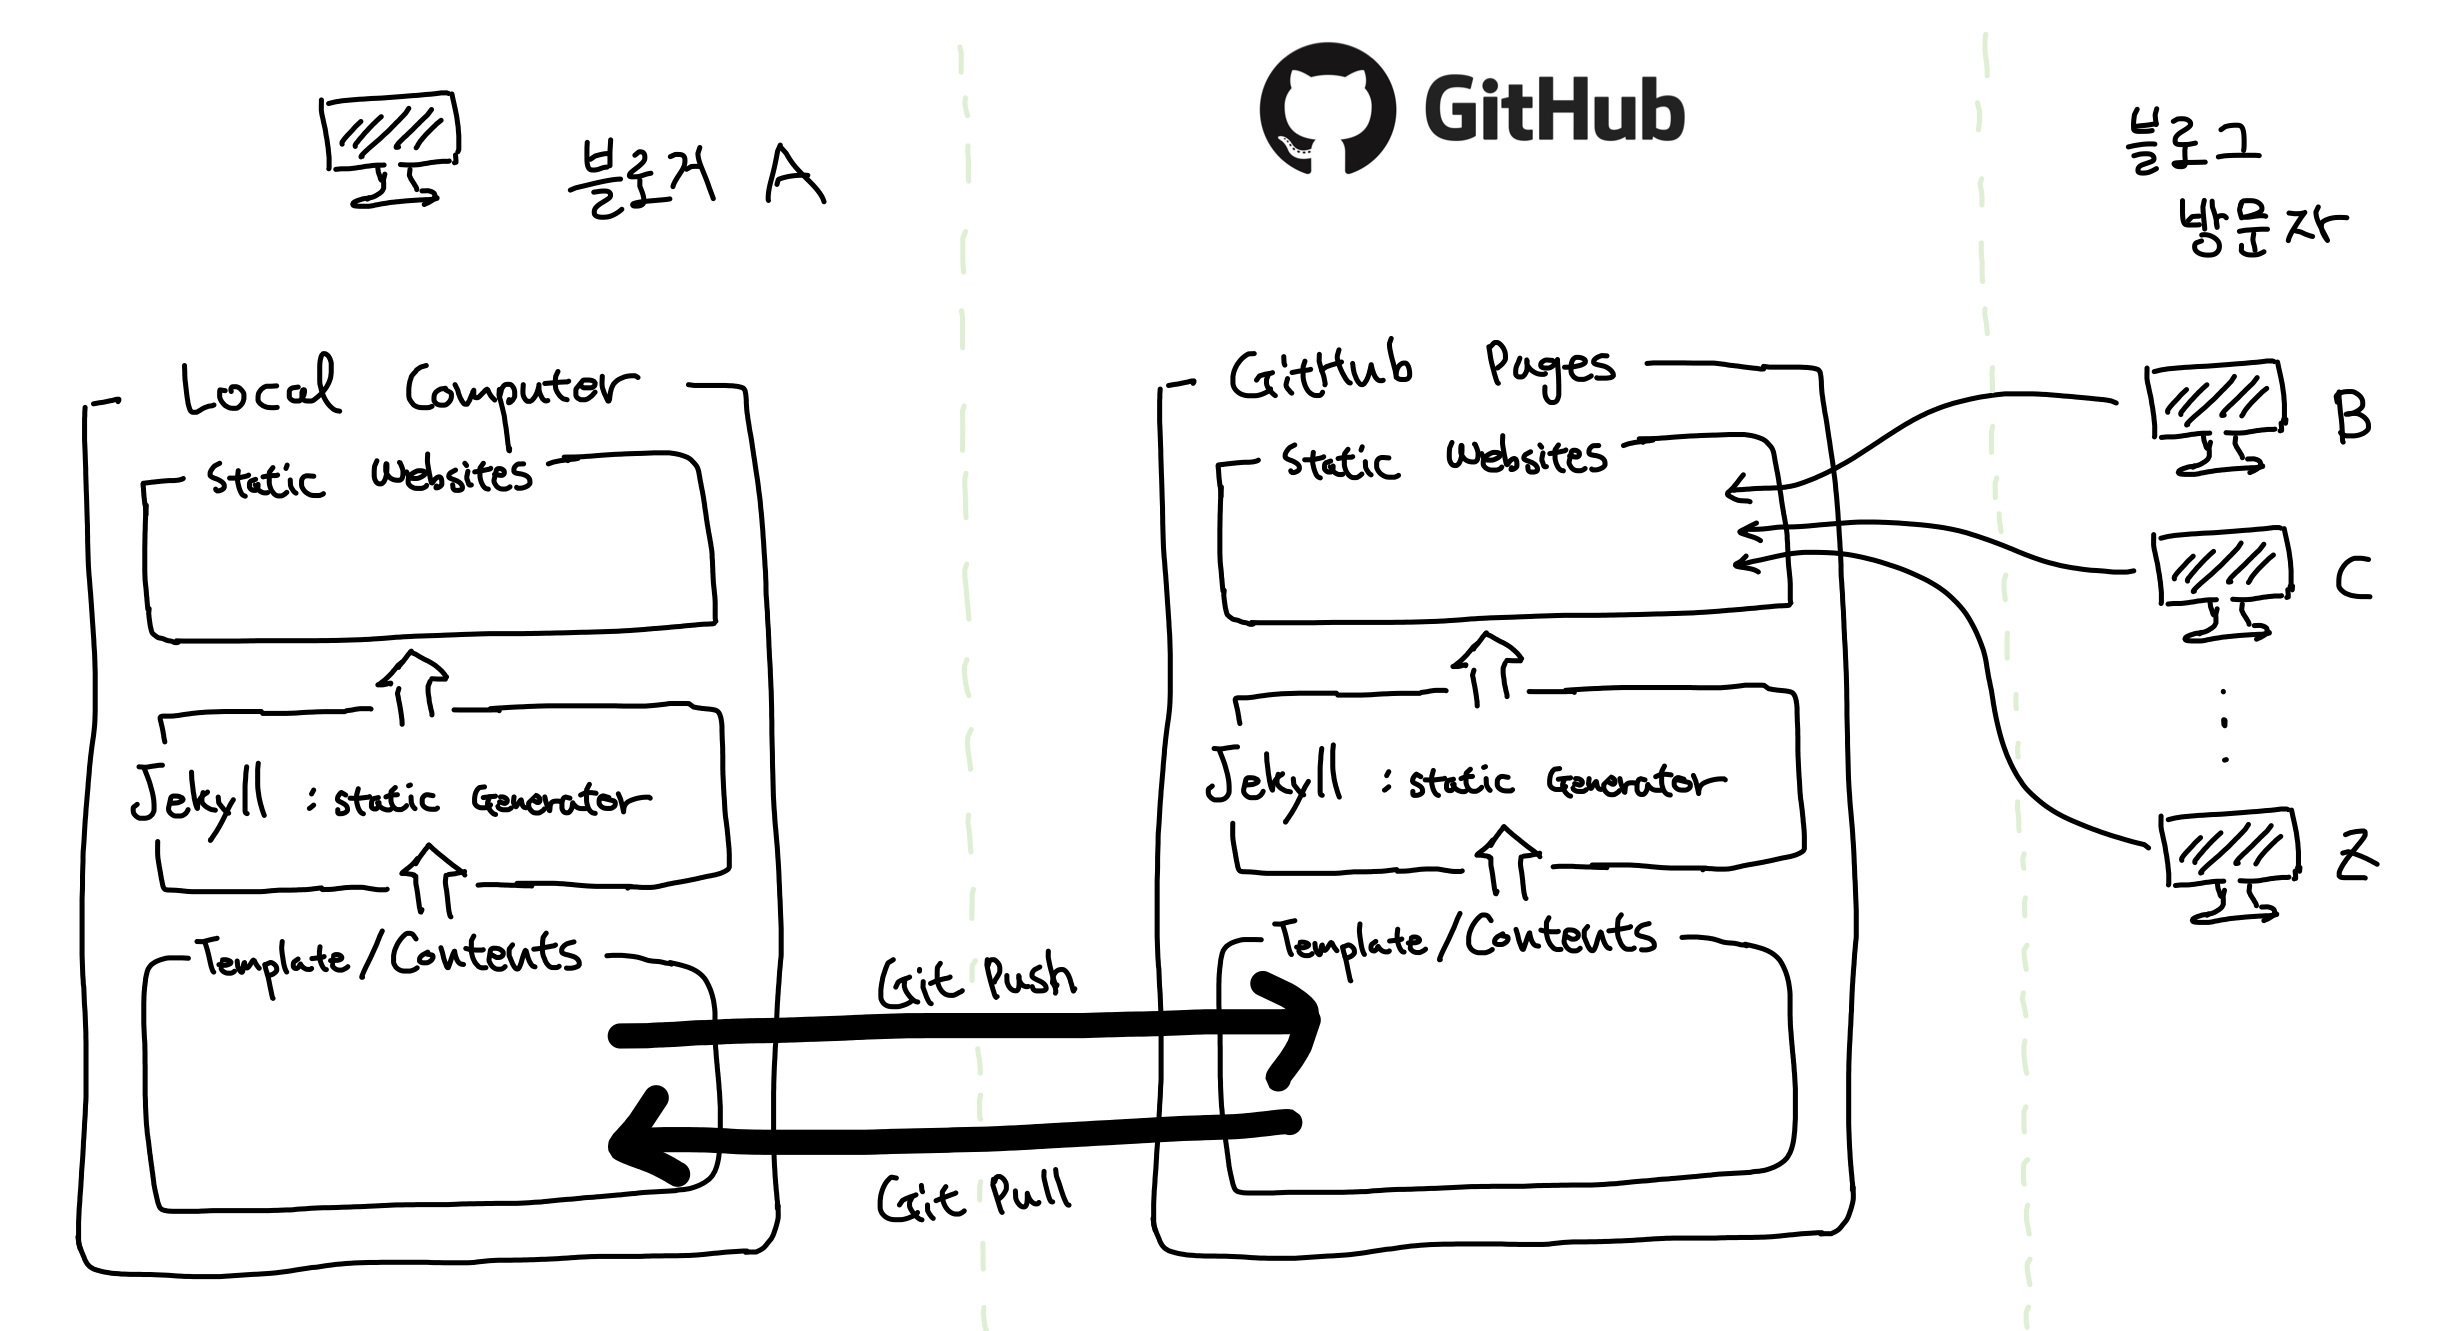 블로거 A
GitHub
블로그
방문자
Local Computer
Static Websites
Jekyll : Static Generator
Template/Contents
Git Push
Git Pull
GitHub Pages
Static Websites
Jekyll : Static Generator
Template/Contents
B
C
Z